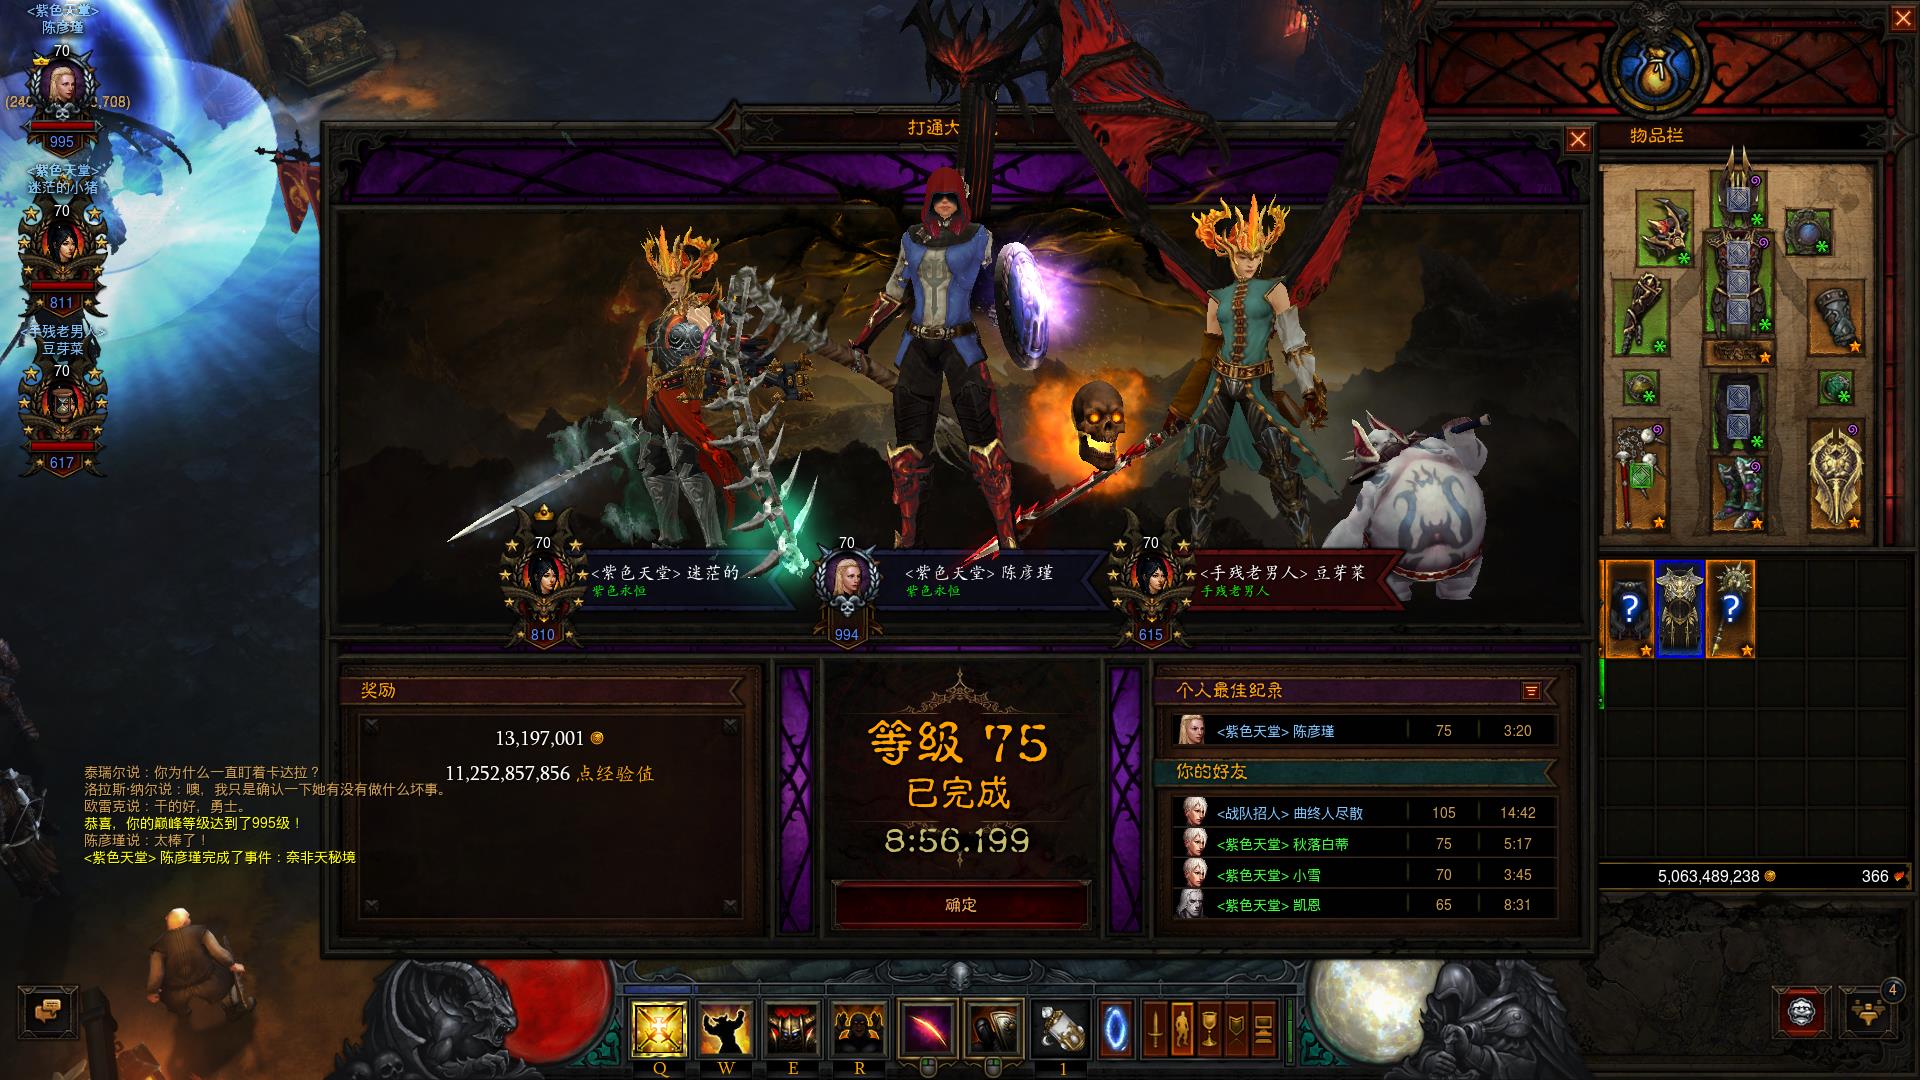 <紫色天堂>
陈彦瑾
70
995
<紫色天堂>
迷茫的小猪
70
811
<手残老男人>
豆芽菜
70
617
打通大
物品栏
70
<紫色天堂> 迷茫的...
紫色永恒
810
70
<紫色天堂> 陈彦瑾
紫色永恒
994
70
<手残老男人> 豆芽菜
手残老男人
615
奖励
13,197,001
11,252,857,856 点经验值
等级 75
已完成
8:56.199
确定
个人最佳纪录
<紫色天堂> 陈彦瑾 75 3:20
你的好友
<战队招人> 曲终人尽散 105 14:42
<紫色天堂> 秋落白蒂 75 5:17
<紫色天堂> 小雪 70 3:45
<紫色天堂> 凯恩 65 8:31
泰瑞尔说：你为什么一直盯着卡达拉？
洛拉斯·纳尔说：噢，我只是确认一下她有没有做什么坏事。
欧雷克说：干的好，勇士。
恭喜，你的巅峰等级达到了995级！
陈彦瑾说：太棒了！
<紫色天堂> 陈彦瑾完成了事件：奈非天秘境
? ?
5,063,489,238 366
Q W E R 1
4